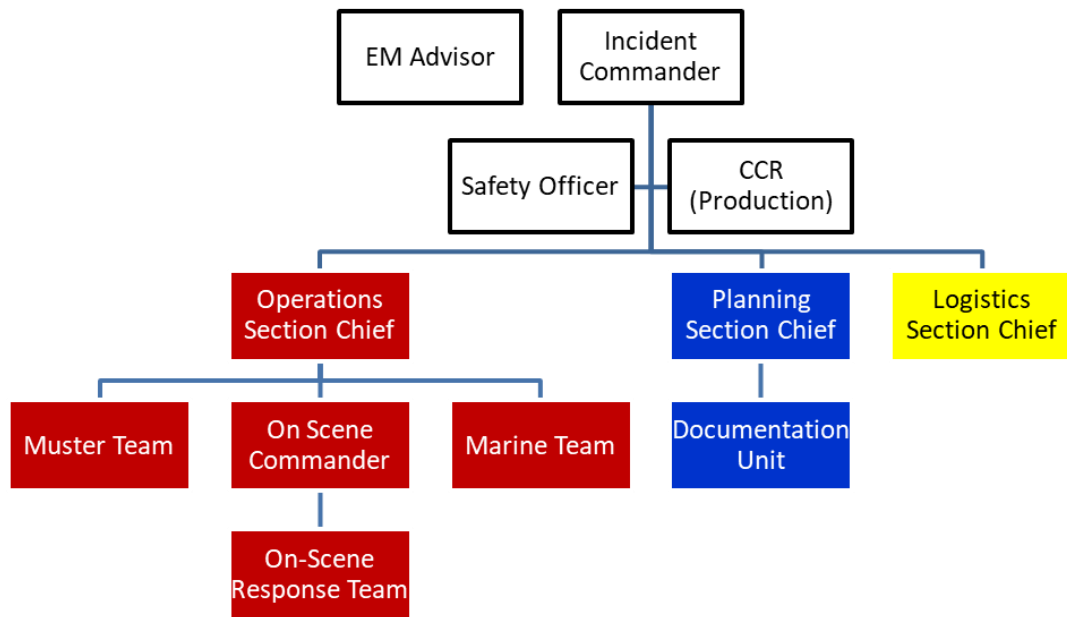 EM Advisor
Incident
Commander
Safety Officer
CCR
(Production)
Operations
Section Chief
Planning
Section Chief
Logistics
Section Chief
Muster Team
On Scene
Commander
Marine Team
Documentation
Unit
On-Scene
Response Team